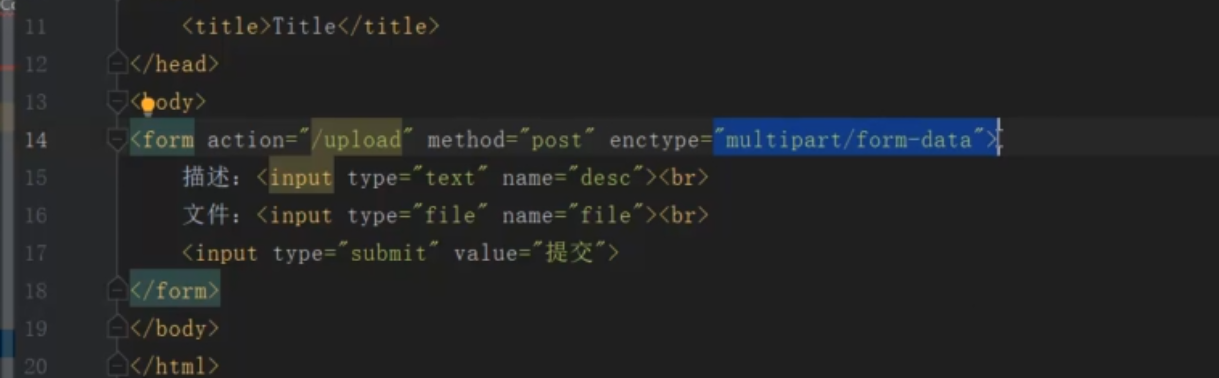 11 <title>Title</title>
12 </head>
13 <body>
14 <form action="/upload" method="post" enctype="multipart/form-data">
15 描述：<input type="text" name="desc"><br>
16 文件：<input type="file" name="file"><br>
17 <input type="submit" value="提交">
18 </form>
19 </body>
20 </html>